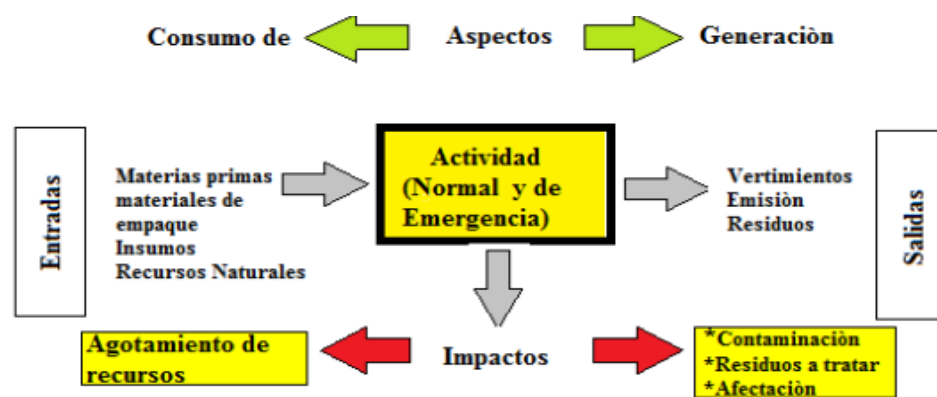 Consumo de
Aspectos
Generaciòn
Entradas
Materias primas
materiales de
empaque
Insumos
Recursos Naturales
Actividad
(Normal y de
Emergencia)
Vertimientos
Emisiòn
Residuos
Salidas
Agotamiento de
recursos
Impactos
*Contaminaciòn
*Residuos a tratar
*Afectaciòn